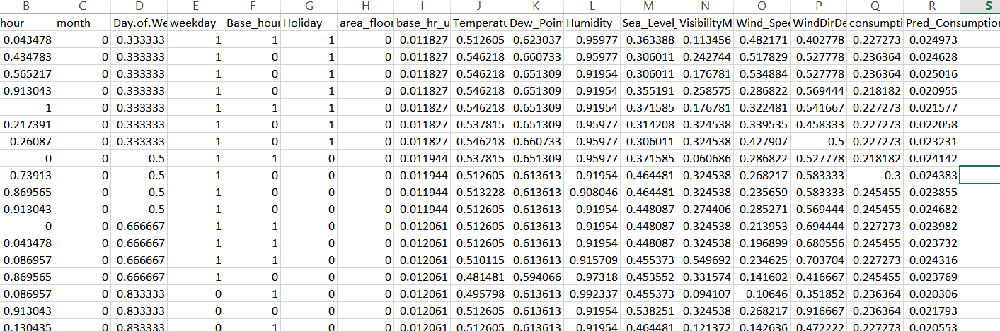 B C D E F G H I J K L M N O P Q R S
hour month Day.of.We weekday Base_hour Holiday area_floor base_hr_u Temperatu Dew_Point Humidity Sea_Level_ VisibilityM Wind_Spee WindDirDe consumpti Pred_Consumption
0.043478 0 0.333333 1 1 1 0 0.011827 0.512605 0.623037 0.95977 0.363388 0.113456 0.482171 0.402778 0.227273 0.024973
0.434783 0 0.333333 1 0 1 0 0.011827 0.546218 0.660733 0.95977 0.306011 0.242744 0.517829 0.527778 0.236364 0.024628
0.565217 0 0.333333 1 0 1 0 0.011827 0.546218 0.651309 0.91954 0.306011 0.176781 0.534884 0.527778 0.236364 0.025016
0.913043 0 0.333333 1 0 1 0 0.011827 0.546218 0.651309 0.91954 0.355191 0.258575 0.286822 0.569444 0.218182 0.020955
1 0 0.333333 1 1 1 0 0.011827 0.546218 0.651309 0.91954 0.371585 0.176781 0.322481 0.541667 0.227273 0.021577
0.217391 0 0.333333 1 0 1 0 0.011827 0.537815 0.651309 0.95977 0.314208 0.324538 0.339535 0.458333 0.227273 0.022058
0.26087 0 0.333333 1 0 1 0 0.011827 0.546218 0.660733 0.95977 0.306011 0.324538 0.427907 0.5 0.227273 0.023231
0 0 0.5 1 1 0 0 0.011944 0.537815 0.651309 0.95977 0.371585 0.060686 0.286822 0.527778 0.218182 0.024142
0.73913 0 0.5 1 0 0 0 0.011944 0.512605 0.613613 0.91954 0.464481 0.324538 0.268217 0.583333 0.3 0.024383
0.869565 0 0.5 1 0 0 0 0.011944 0.513228 0.613613 0.908046 0.464481 0.324538 0.235659 0.583333 0.245455 0.023855
0.913043 0 0.5 1 0 0 0 0.011944 0.512605 0.613613 0.91954 0.448087 0.274406 0.285271 0.569444 0.245455 0.024682
0 0 0.666667 1 1 0 0 0.012061 0.512605 0.613613 0.91954 0.448087 0.324538 0.213953 0.694444 0.227273 0.023982
0.043478 0 0.666667 1 1 0 0 0.012061 0.512605 0.613613 0.91954 0.448087 0.324538 0.196899 0.680556 0.245455 0.023732
0.086957 0 0.666667 1 1 0 0 0.012061 0.510115 0.613613 0.915709 0.455373 0.549692 0.234625 0.703704 0.227273 0.024316
0.869565 0 0.666667 1 0 0 0 0.012061 0.481481 0.594066 0.97318 0.453552 0.331574 0.141602 0.416667 0.245455 0.023769
0.086957 0 0.833333 0 1 0 0 0.012061 0.495798 0.613613 0.992337 0.455373 0.094107 0.10646 0.351852 0.236364 0.020306
0.913043 0 0.833333 0 0 0 0 0.012061 0.512605 0.613613 0.91954 0.538251 0.324538 0.268217 0.916667 0.236364 0.021793
0.130435 0 0.833333 0 1 0 0 0.012061 0.512605 0.613613 0.91954 0.464481 0.121372 0.142636 0.472222 0.227273 0.020553